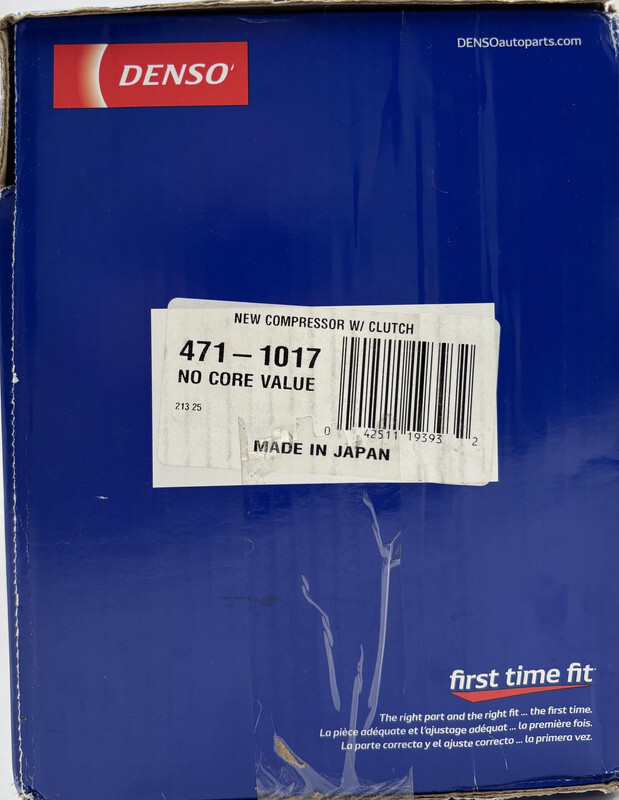 DENSO
DENSOautoparts.com
NEW COMPRESSOR W/ CLUTCH
471-1017
NO CORE VALUE
213 25
0 42511 19393 2
MADE IN JAPAN
first time fit
The right part and the right fit ... the first time.
La pièce adéquate et l'ajustage adéquat ... la première fois.
La parte correcta y el ajuste correcto ... la primera vez.